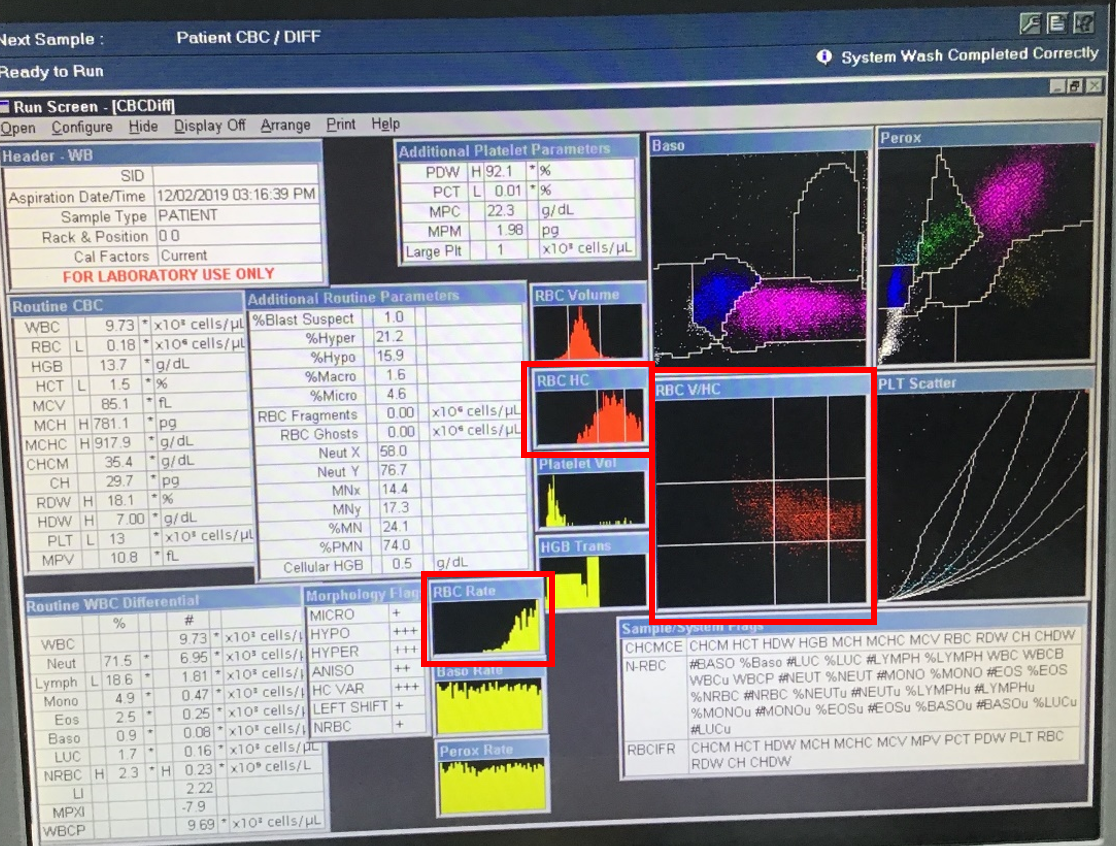 Next Sample : Patient CBC / DIFF
System Wash Completed Correctly
Ready to Run
Run Screen - [CBCDiff]
Open Configure Hide Display Off Arrange Print Help
Header - WB
SID
Aspiration Date/Time 12/02/2019 03:16:39 PM
Sample Type PATIENT
Rack & Position 0 0
Cal Factors Current
FOR LABORATORY USE ONLY
Additional Platelet Parameters
PDW H 92.1 * %
PCT L 0.01 * %
MPC 22.3 g/dL
MPM 1.98 pg
Large Plt 1 x10³ cells/µL
Baso
Perox
Routine CBC
WBC 9.73 * x10³ cells/µL
RBC L 0.18 * x10⁶ cells/µL
HGB 13.7 * g/dL
HCT L 1.5 * %
MCV 85.1 * fL
MCH H 781.1 * pg
MCHC H 917.9 * g/dL
CHCM 35.4 * g/dL
CH 29.7 * pg
RDW H 18.1 * %
HDW H 7.00 * g/dL
PLT L 13 * x10³ cells/µL
MPV 10.8 * fL
Additional Routine Parameters
%Blast Suspect 1.0
%Hyper 21.2
%Hypo 15.9
%Macro 1.6
%Micro 4.6
RBC Fragments 0.00 x10⁶ cells/µL
RBC Ghosts 0.00 x10⁶ cells/µL
Neut X 58.0
Neut Y 76.7
MNx 14.4
MNy 17.3
%MN 24.1
%PMN 74.0
Cellular HGB 0.5 g/dL
RBC Volume
RBC HC
Platelet Vol
HGB Trans
RBC V/HC
PLT Scatter
Routine WBC Differential
% #
WBC 9.73 * x10³ cells/
Neut 71.5 * 6.95 * x10³ cells/
Lymph L 18.6 * 1.81 * x10³ cells/
Mono 4.9 * 0.47 * x10³ cells/
Eos 2.5 * 0.25 * x10³ cells/
Baso 0.9 * 0.08 * x10³ cells/
LUC 1.7 * 0.16 * x10³ cells/µL
NRBC H 2.3 * H 0.23 * x10⁹ cells/L
LI 2.22
MPXI -7.9
WBCP 9.69 * x10³ cells/µL
Morphology Flag
MICRO +
HYPO +++
HYPER +++
ANISO ++
HC VAR +++
LEFT SHIFT +
NRBC +
RBC Rate
Baso Rate
Perox Rate
Sample/System Flags
CHCMCE CHCM HCT HDW HGB MCH MCHC MCV RBC RDW CH CHDW
N-RBC #BASO %Baso #LUC %LUC #LYMPH %LYMPH WBC WBCB
WBCu WBCP #NEUT %NEUT #MONO %MONO #EOS %EOS
%NRBC #NRBC %NEUTu #NEUTu %LYMPHu #LYMPHu
%MONOu #MONOu %EOSu #EOSu %BASOu #BASOu %LUCu
#LUCu
RBCIFR CHCM HCT HDW MCH MCHC MCV MPV PCT PDW PLT RBC
RDW CH CHDW